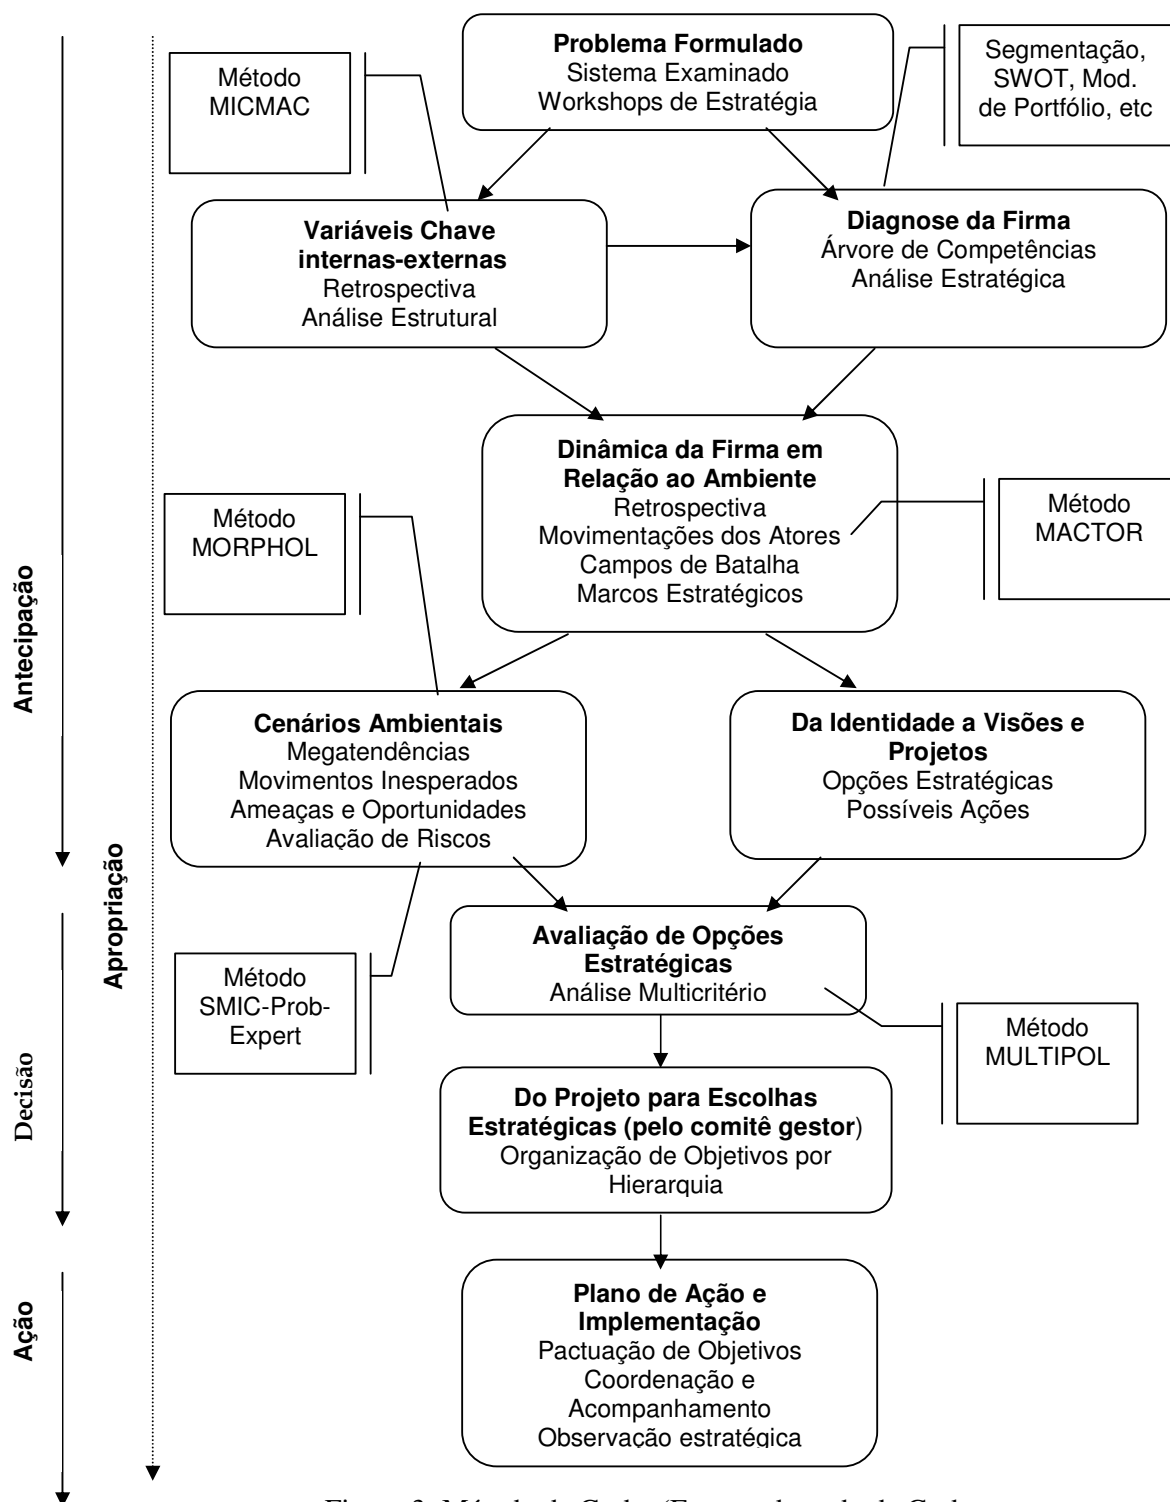 Problema Formulado
Sistema Examinado
Workshops de Estratégia
Método
MICMAC
Segmentação,
SWOT, Mod.
de Portfólio, etc
Variáveis Chave
internas-externas
Retrospectiva
Análise Estrutural
Diagnose da Firma
Árvore de Competências
Análise Estratégica
Dinâmica da Firma em
Relação ao Ambiente
Retrospectiva
Movimentações dos Atores
Campos de Batalha
Marcos Estratégicos
Método
MORPHOL
Método
MACTOR
Antecipação
Cenários Ambientais
Megatendências
Movimentos Inesperados
Ameaças e Oportunidades
Avaliação de Riscos
Da Identidade a Visões e
Projetos
Opções Estratégicas
Possíveis Ações
Apropriação
Avaliação de Opções
Estratégicas
Análise Multicritério
Método
SMIC-Prob-
Expert
Método
MULTIPOL
Decisão
Do Projeto para Escolhas
Estratégicas (pelo comitê gestor)
Organização de Objetivos por
Hierarquia
Ação
Plano de Ação e
Implementação
Pactuação de Objetivos
Coordenação e
Acompanhamento
Observação estratégica